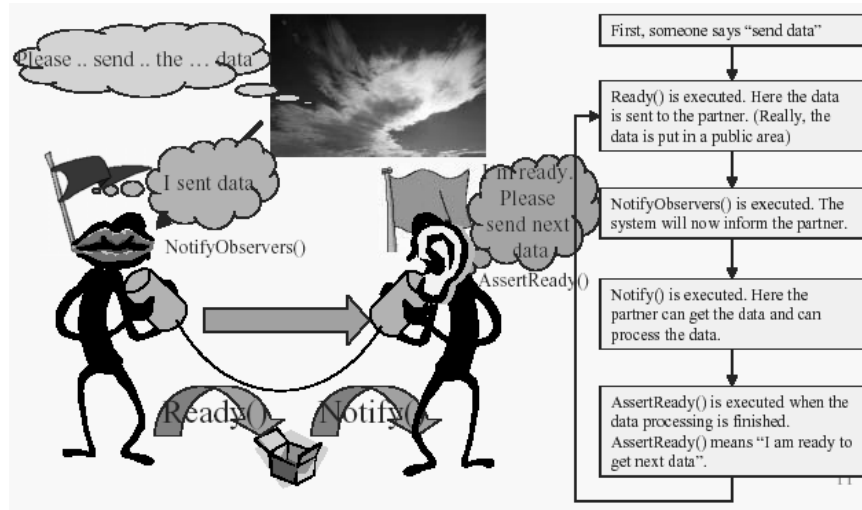 Please .. send .. the ... data
I sent data
NotifyObservers()
I'm ready.
Please
send next
data
AssertReady()
Ready()
Notify()
First, someone says “send data”
Ready() is executed. Here the data
is sent to the partner. (Really, the
data is put in a public area)
NotifyObservers() is executed. The
system will now inform the partner.
Notify() is executed. Here the
partner can get the data and can
process the data.
AssertReady() is executed when the
data processing is finished.
AssertReady() means “I am ready to
get next data”.
11